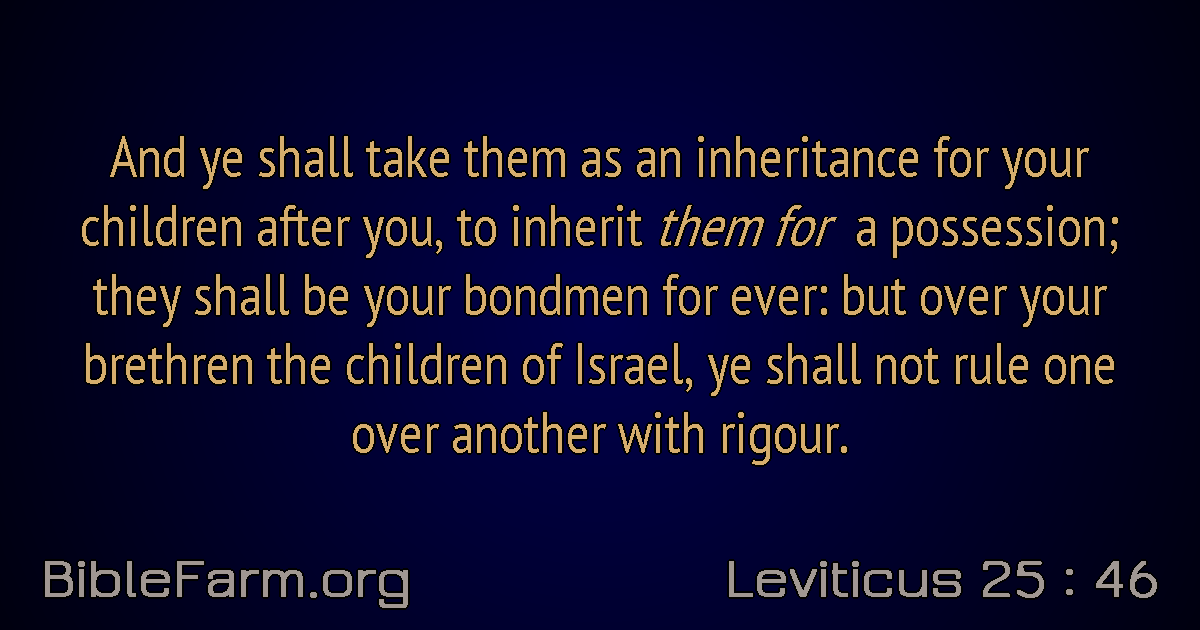 And ye shall take them as an inheritance for your
children after you, to inherit them for a possession;
they shall be your bondmen for ever: but over your
brethren the children of Israel, ye shall not rule one
over another with rigour.
BibleFarm.org
Leviticus 25 : 46